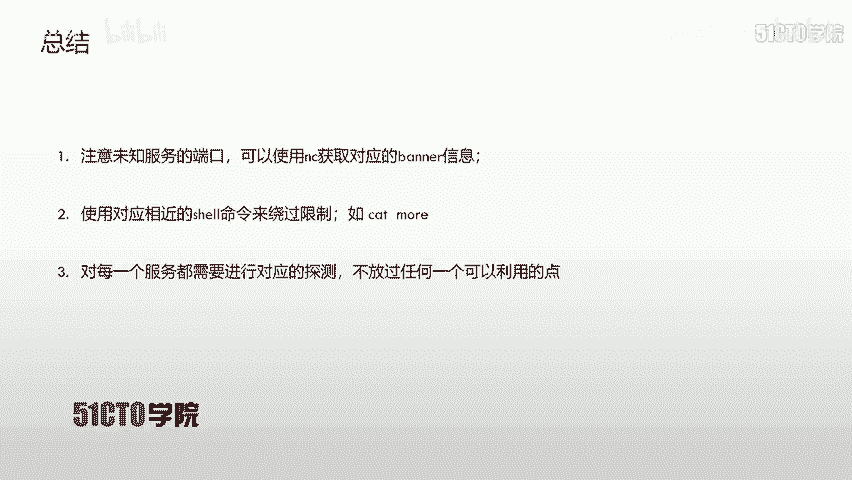 总结
bilibili
51CTO学院
1. 注意未知服务的端口，可以使用nc获取对应的banner信息；
2. 使用对应相近的shell命令来绕过限制；如 cat more
3. 对每一个服务都需要进行对应的探测，不放过任何一个可以利用的点
51CTO学院